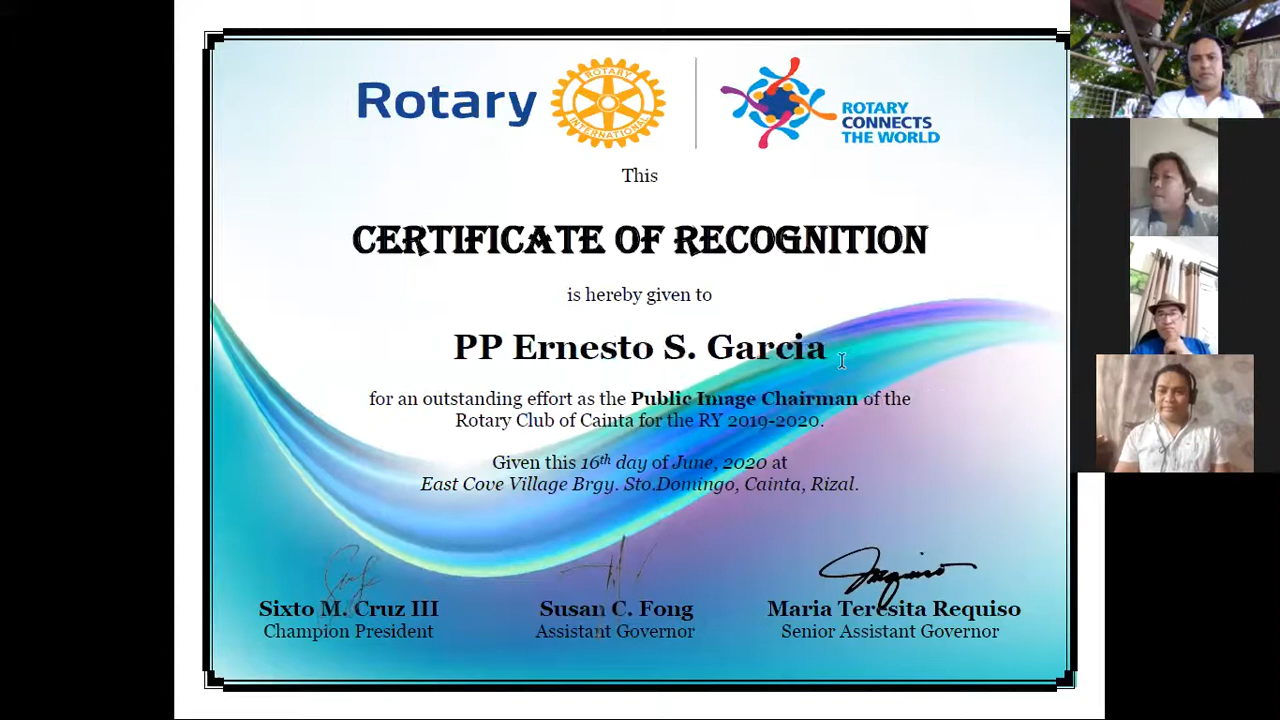 Rotary
ROTARY
INTERNATIONAL
ROTARY
CONNECTS
THE WORLD
This
CERTIFICATE OF RECOGNITION
is hereby given to
PP Ernesto S. Garcia
for an outstanding effort as the Public Image Chairman of the
Rotary Club of Cainta for the RY 2019-2020.
Given this 16th day of June, 2020 at
East Cove Village Brgy. Sto.Domingo, Cainta, Rizal.
Sixto M. Cruz III
Champion President
Susan C. Fong
Assistant Governor
Maria Teresita Requiso
Senior Assistant Governor